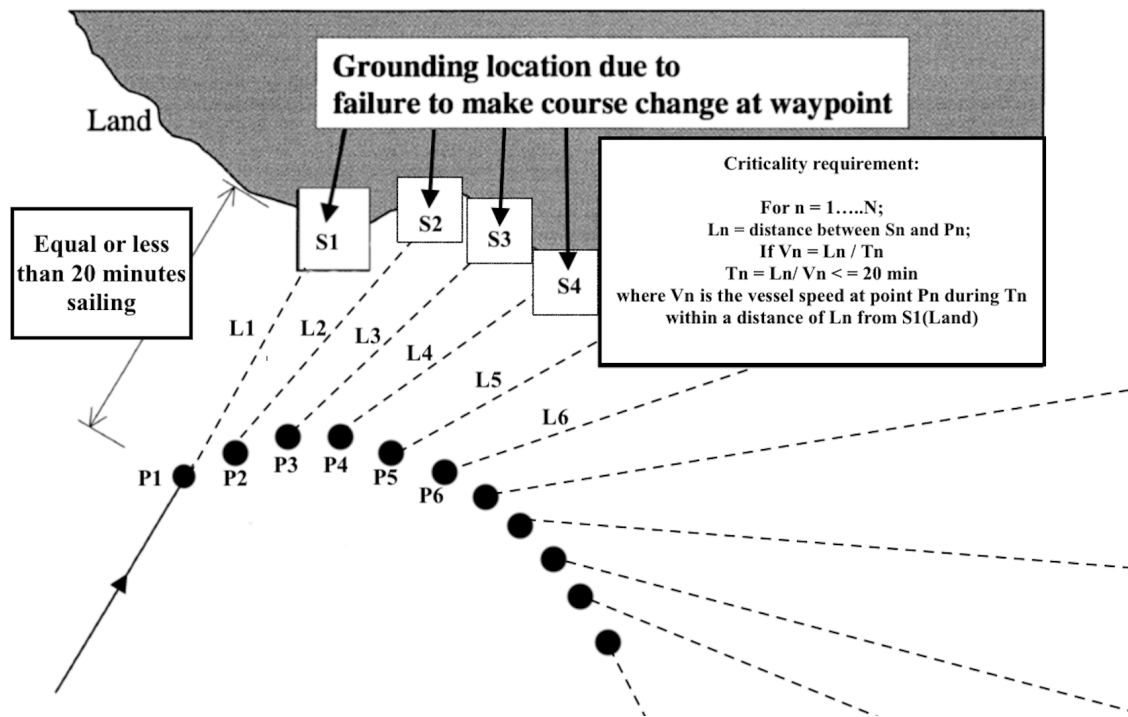 Grounding location due to
failure to make course change at waypoint
Land
Criticality requirement:
For n = 1…..N;
Ln = distance between Sn and Pn;
If Vn = Ln / Tn
Tn = Ln/ Vn < = 20 min
where Vn is the vessel speed at point Pn during Tn
within a distance of Ln from S1(Land)
Equal or less
than 20 minutes
sailing
S1
S2
S3
S4
L1
L2
L3
L4
L5
L6
P1
P2
P3
P4
P5
P6